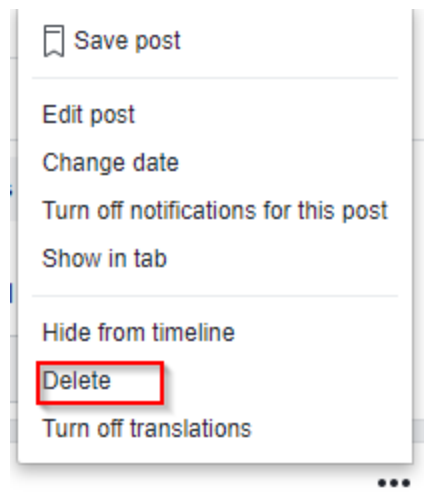 Save post
Edit post
Change date
Turn off notifications for this post
Show in tab
Hide from timeline
Delete
Turn off translations